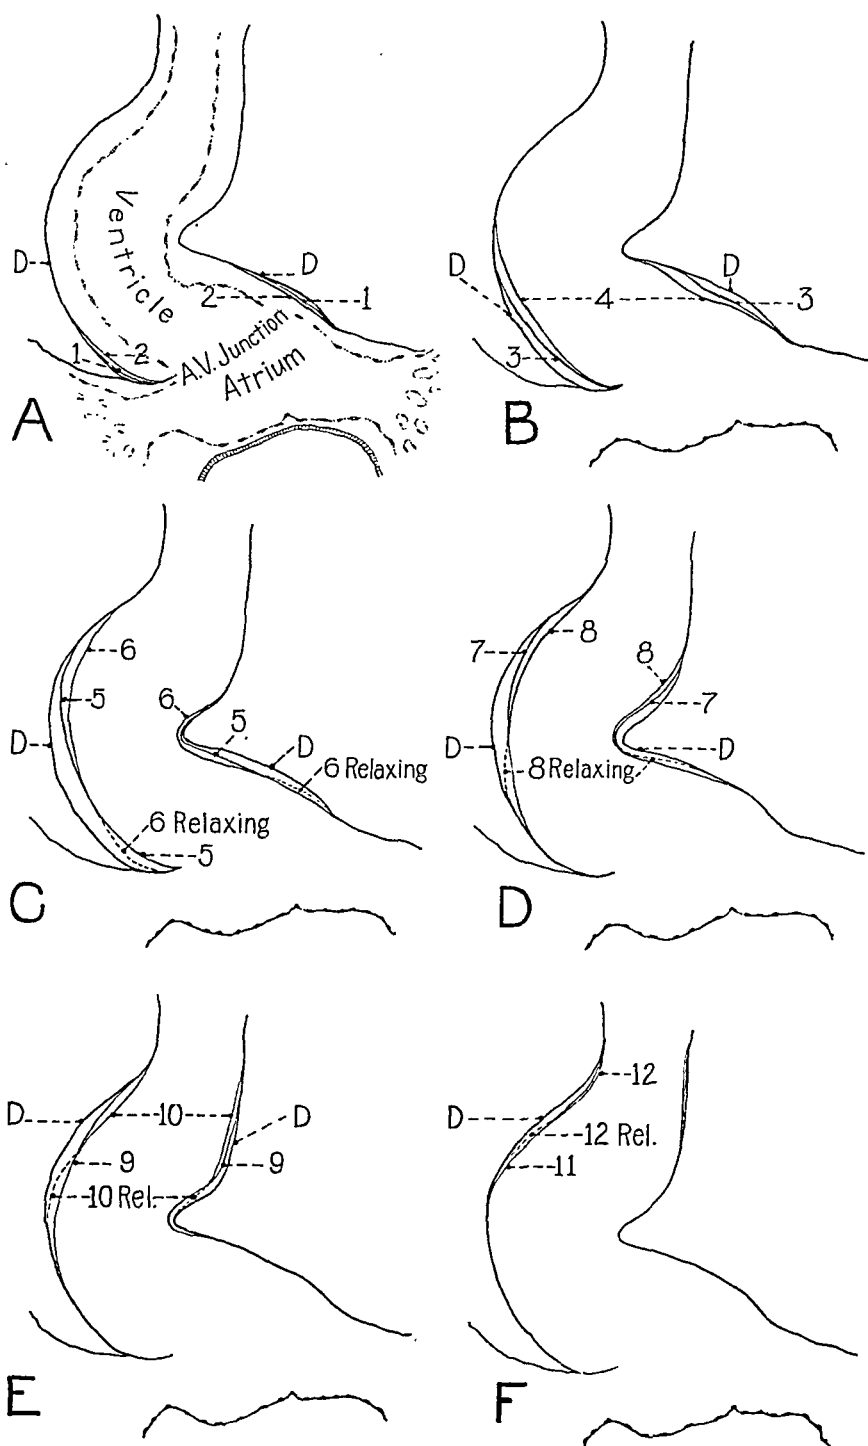 Ventricle
D
D
2
1
1
2
A.V. Junction
Atrium
A
D
D
4
3
3
B
6
6
5
5
D
D
6 Relaxing
6 Relaxing
5
C
7
8
8
7
D
D
8 Relaxing
D
D
10
D
9
9
10 Rel.
E
12
D
12 Rel.
11
F